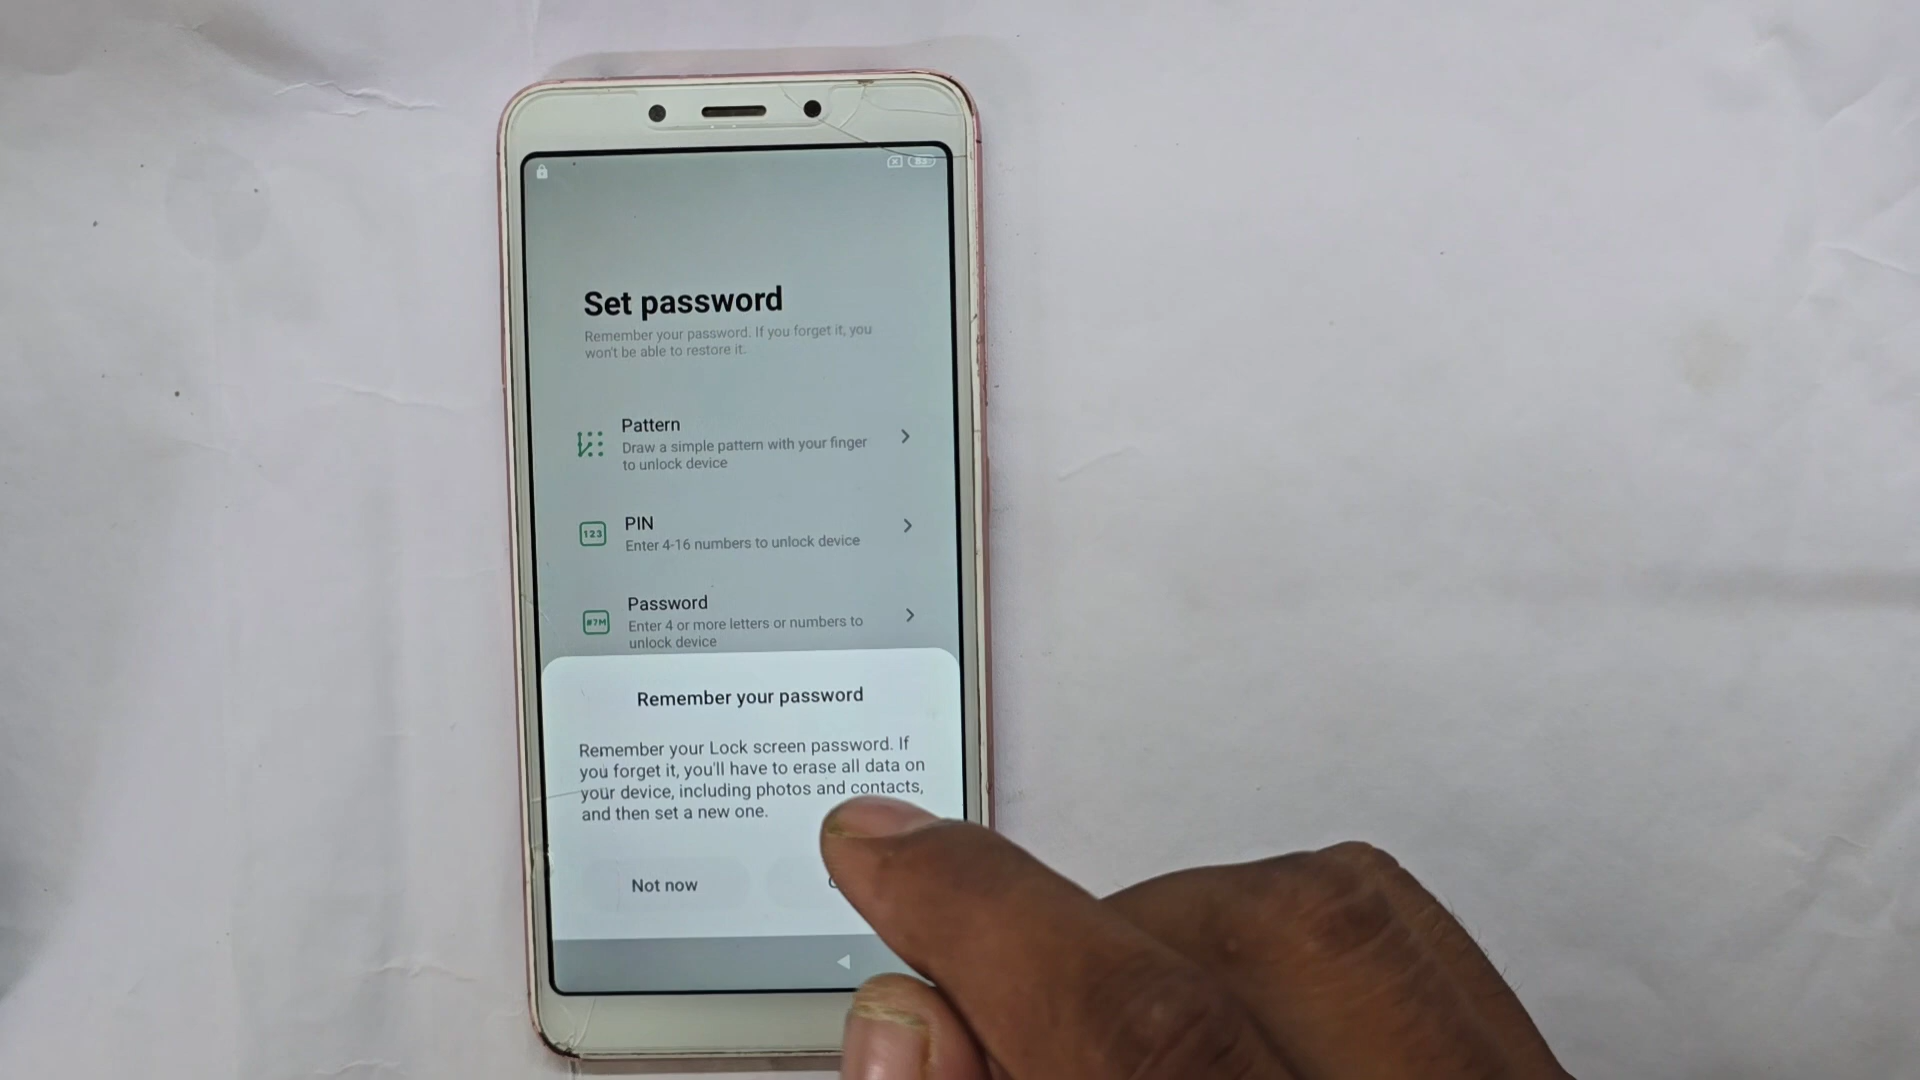 Set password
Remember your password. If you forget it, you
won't be able to restore it.
Pattern
Draw a simple pattern with your finger
to unlock device
123
PIN
Enter 4-16 numbers to unlock device
Password
Enter 4 or more letters or numbers to
unlock device
Remember your password
Remember your Lock screen password. If
you forget it, you'll have to erase all data on
your device, including photos and contacts,
and then set a new one.
Not now